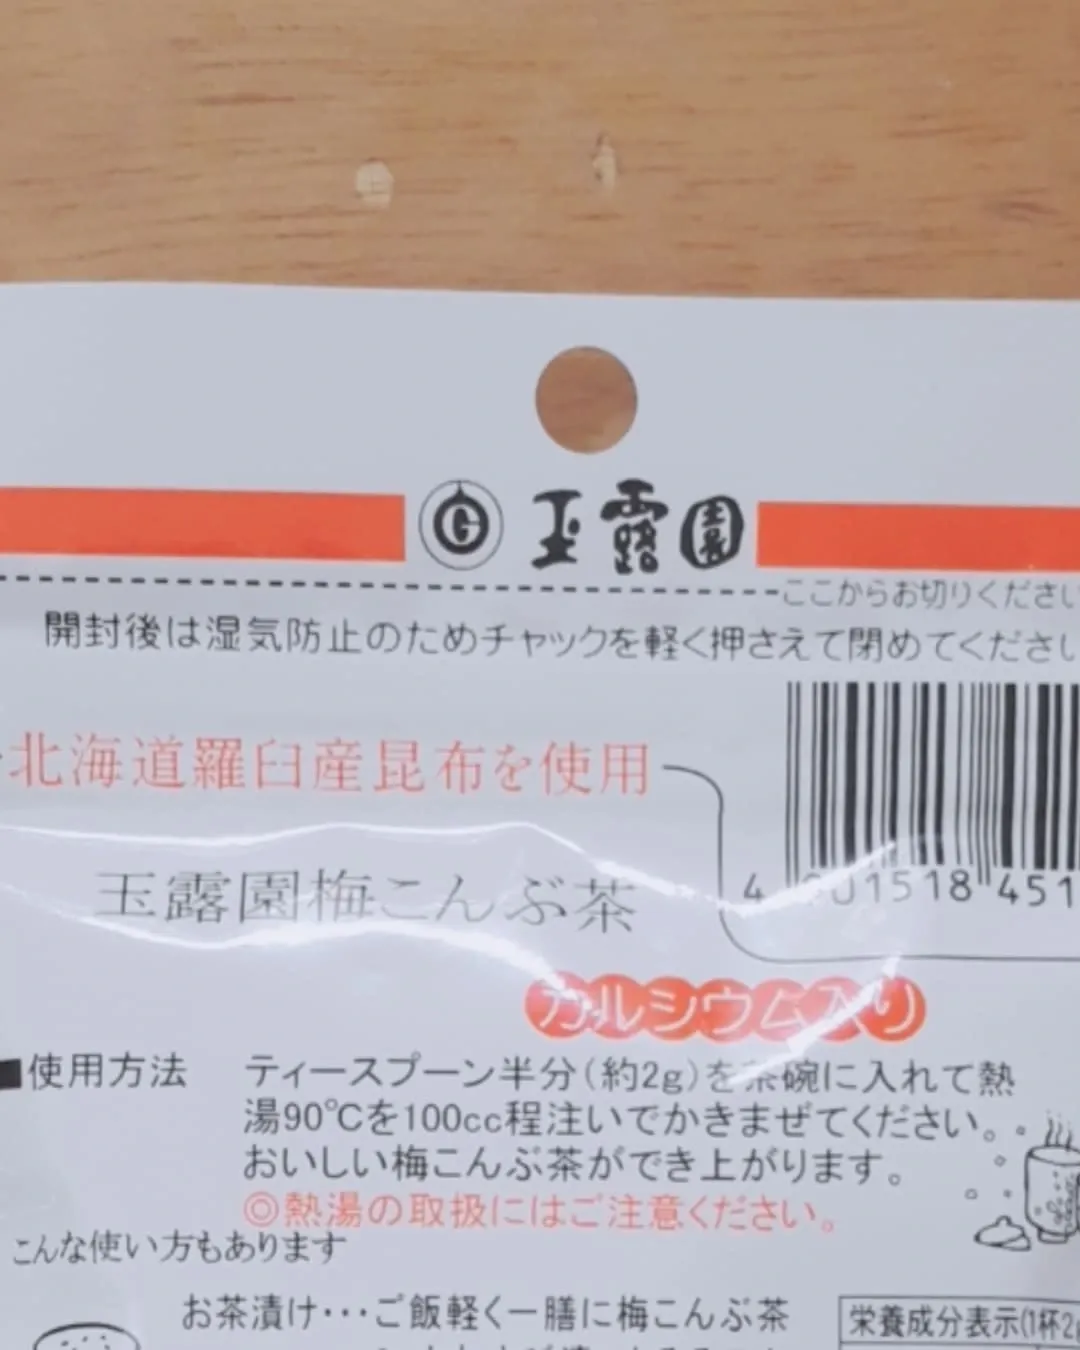 玉露園
ここからお切りくださ
開封後は湿気防止のためチャックを軽く押さえて閉めてくださ
北海道羅臼産昆布を使用
玉露園梅こんぶ茶
4 901518 451
カルシウム入り
■使用方法
ティースプーン半分(約2g)を茶碗に入れて熱
湯90℃を100cc程注いでかきまぜてください。
おいしい梅こんぶ茶ができ上がります。
◎熱湯の取扱にはご注意ください。
こんな使い方もあります
お茶漬け･･･ご飯軽く一膳に梅こんぶ茶
栄養成分表示(1杯2g